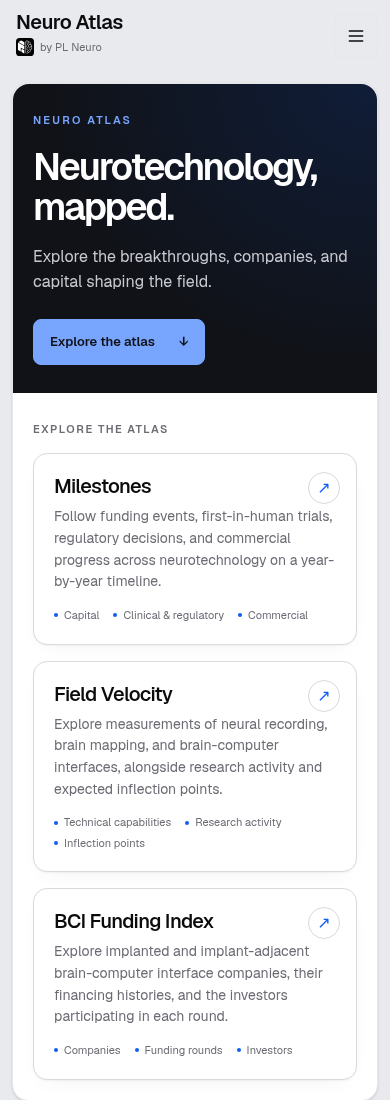 Neuro Atlas
by PL Neuro
NEURO ATLAS
Neurotechnology,
mapped.
Explore the breakthroughs, companies, and
capital shaping the field.
Explore the atlas ↓
EXPLORE THE ATLAS
Milestones ↗
Follow funding events, first-in-human trials,
regulatory decisions, and commercial
progress across neurotechnology on a year-
by-year timeline.
• Capital • Clinical & regulatory • Commercial
Field Velocity ↗
Explore measurements of neural recording,
brain mapping, and brain-computer
interfaces, alongside research activity and
expected inflection points.
• Technical capabilities • Research activity
• Inflection points
BCI Funding Index ↗
Explore implanted and implant-adjacent
brain-computer interface companies, their
financing histories, and the investors
participating in each round.
• Companies • Funding rounds • Investors